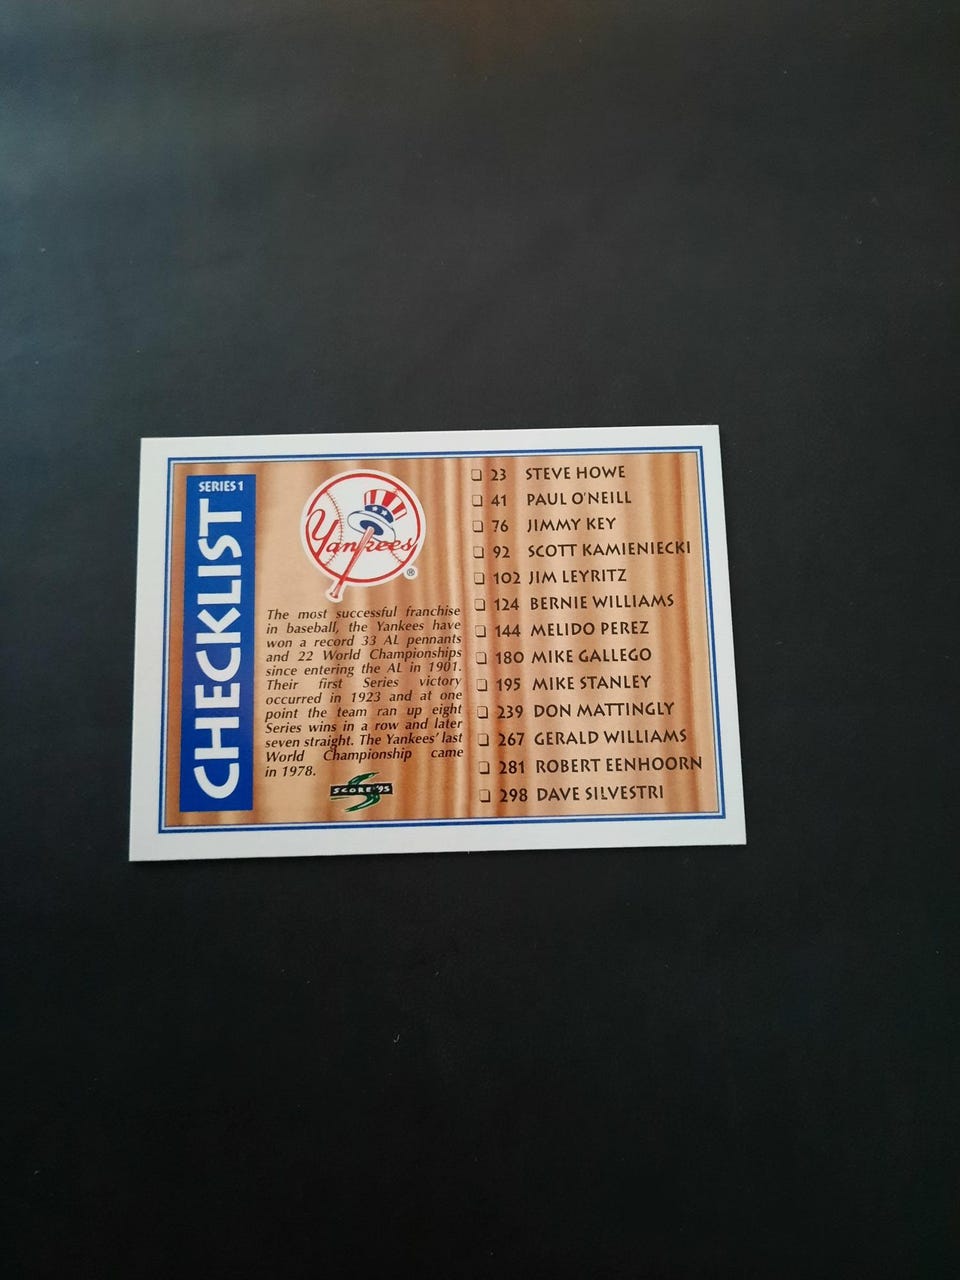 SERIES 1
CHECKLIST
Yankees
®
The most successful franchise
in baseball, the Yankees have
won a record 33 AL pennants
and 22 World Championships
since entering the AL in 1901.
Their first Series victory
occurred in 1923 and at one
point the team ran up eight
Series wins in a row and later
seven straight. The Yankees' last
World Championship came
in 1978.
SCORE '95
❏ 23 STEVE HOWE
❏ 41 PAUL O'NEILL
❏ 76 JIMMY KEY
❏ 92 SCOTT KAMIENIECKI
❏ 102 JIM LEYRITZ
❏ 124 BERNIE WILLIAMS
❏ 144 MELIDO PEREZ
❏ 180 MIKE GALLEGO
❏ 195 MIKE STANLEY
❏ 239 DON MATTINGLY
❏ 267 GERALD WILLIAMS
❏ 281 ROBERT EENHOORN
❏ 298 DAVE SILVESTRI